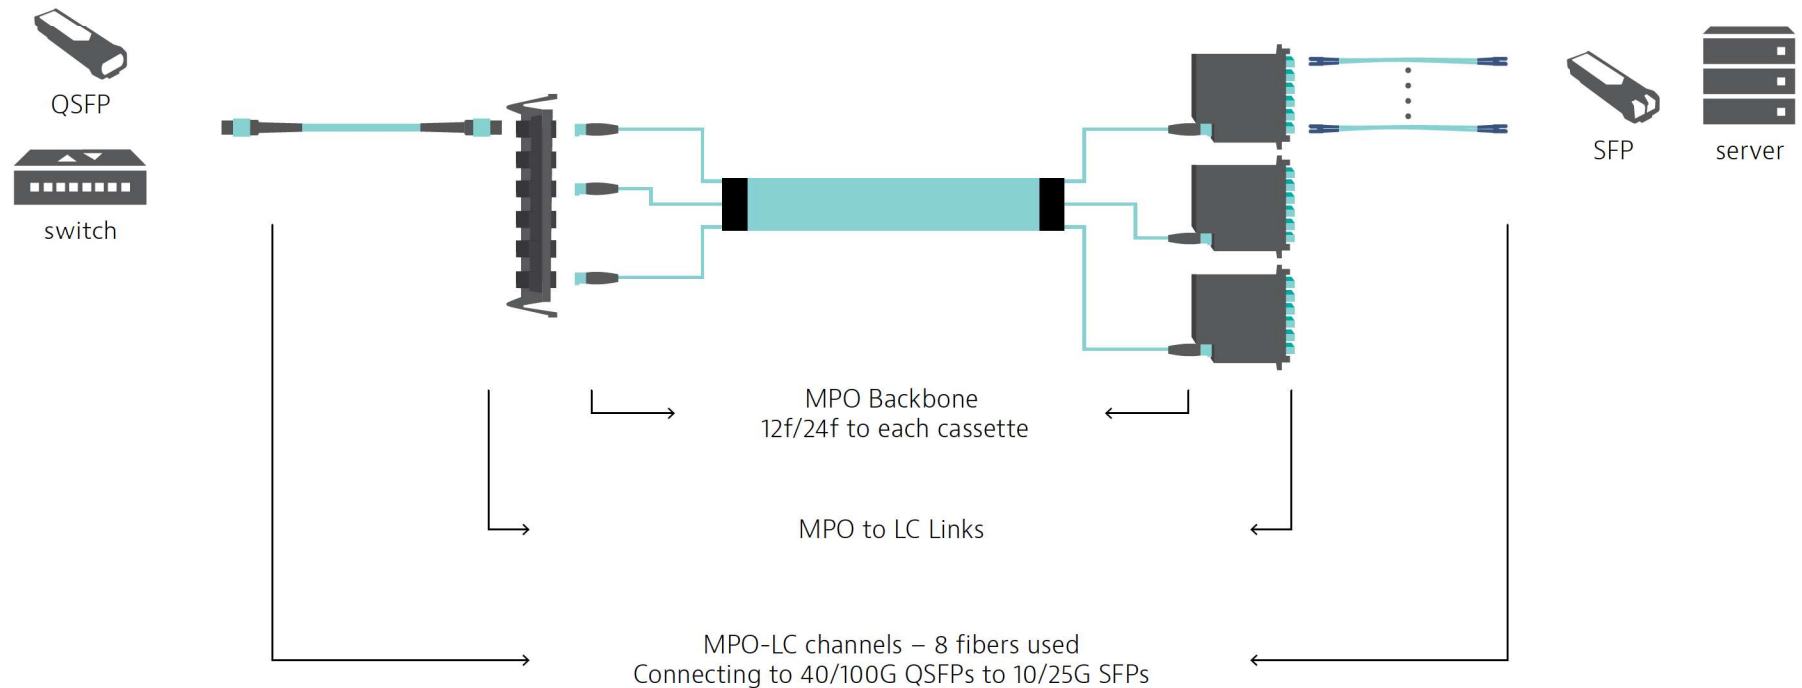 QSFP
switch
SFP
server
MPO Backbone
12f/24f to each cassette
MPO to LC Links
MPO-LC channels – 8 fibers used
Connecting to 40/100G QSFPs to 10/25G SFPs